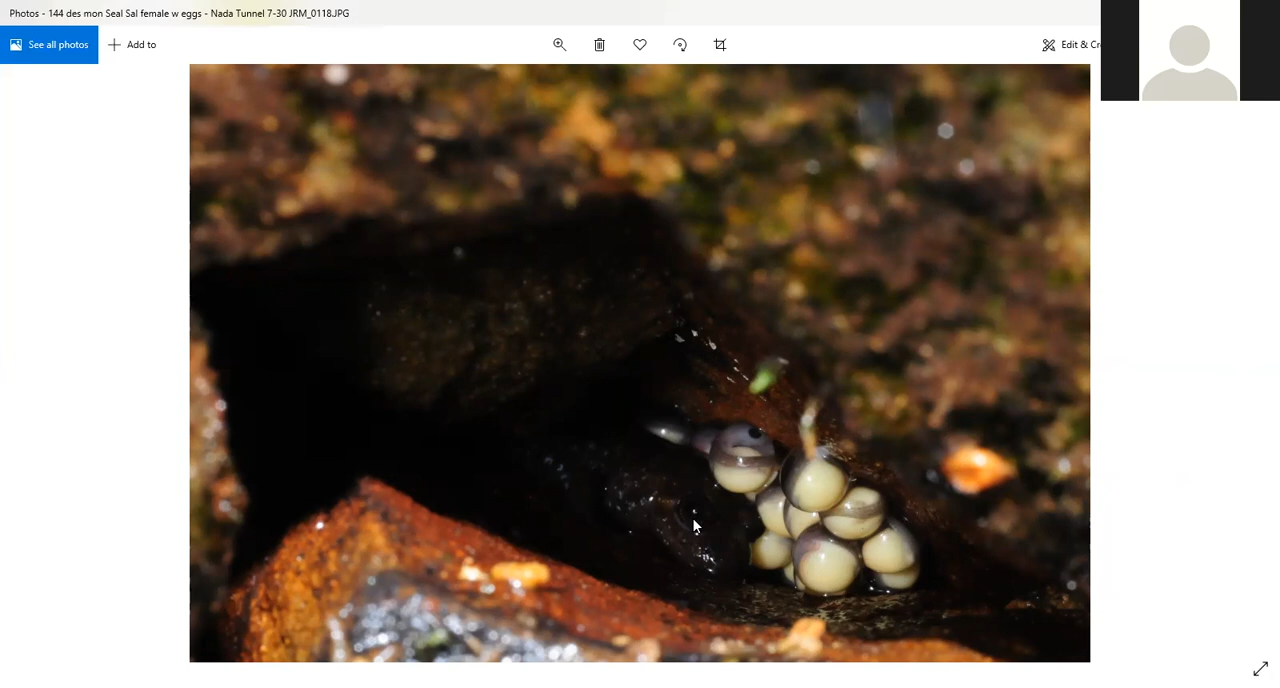 Photos - 144 des mon Seal Sal female w eggs - Nada Tunnel 7-30 JRM_0118.JPG
See all photos
Add to
Edit &